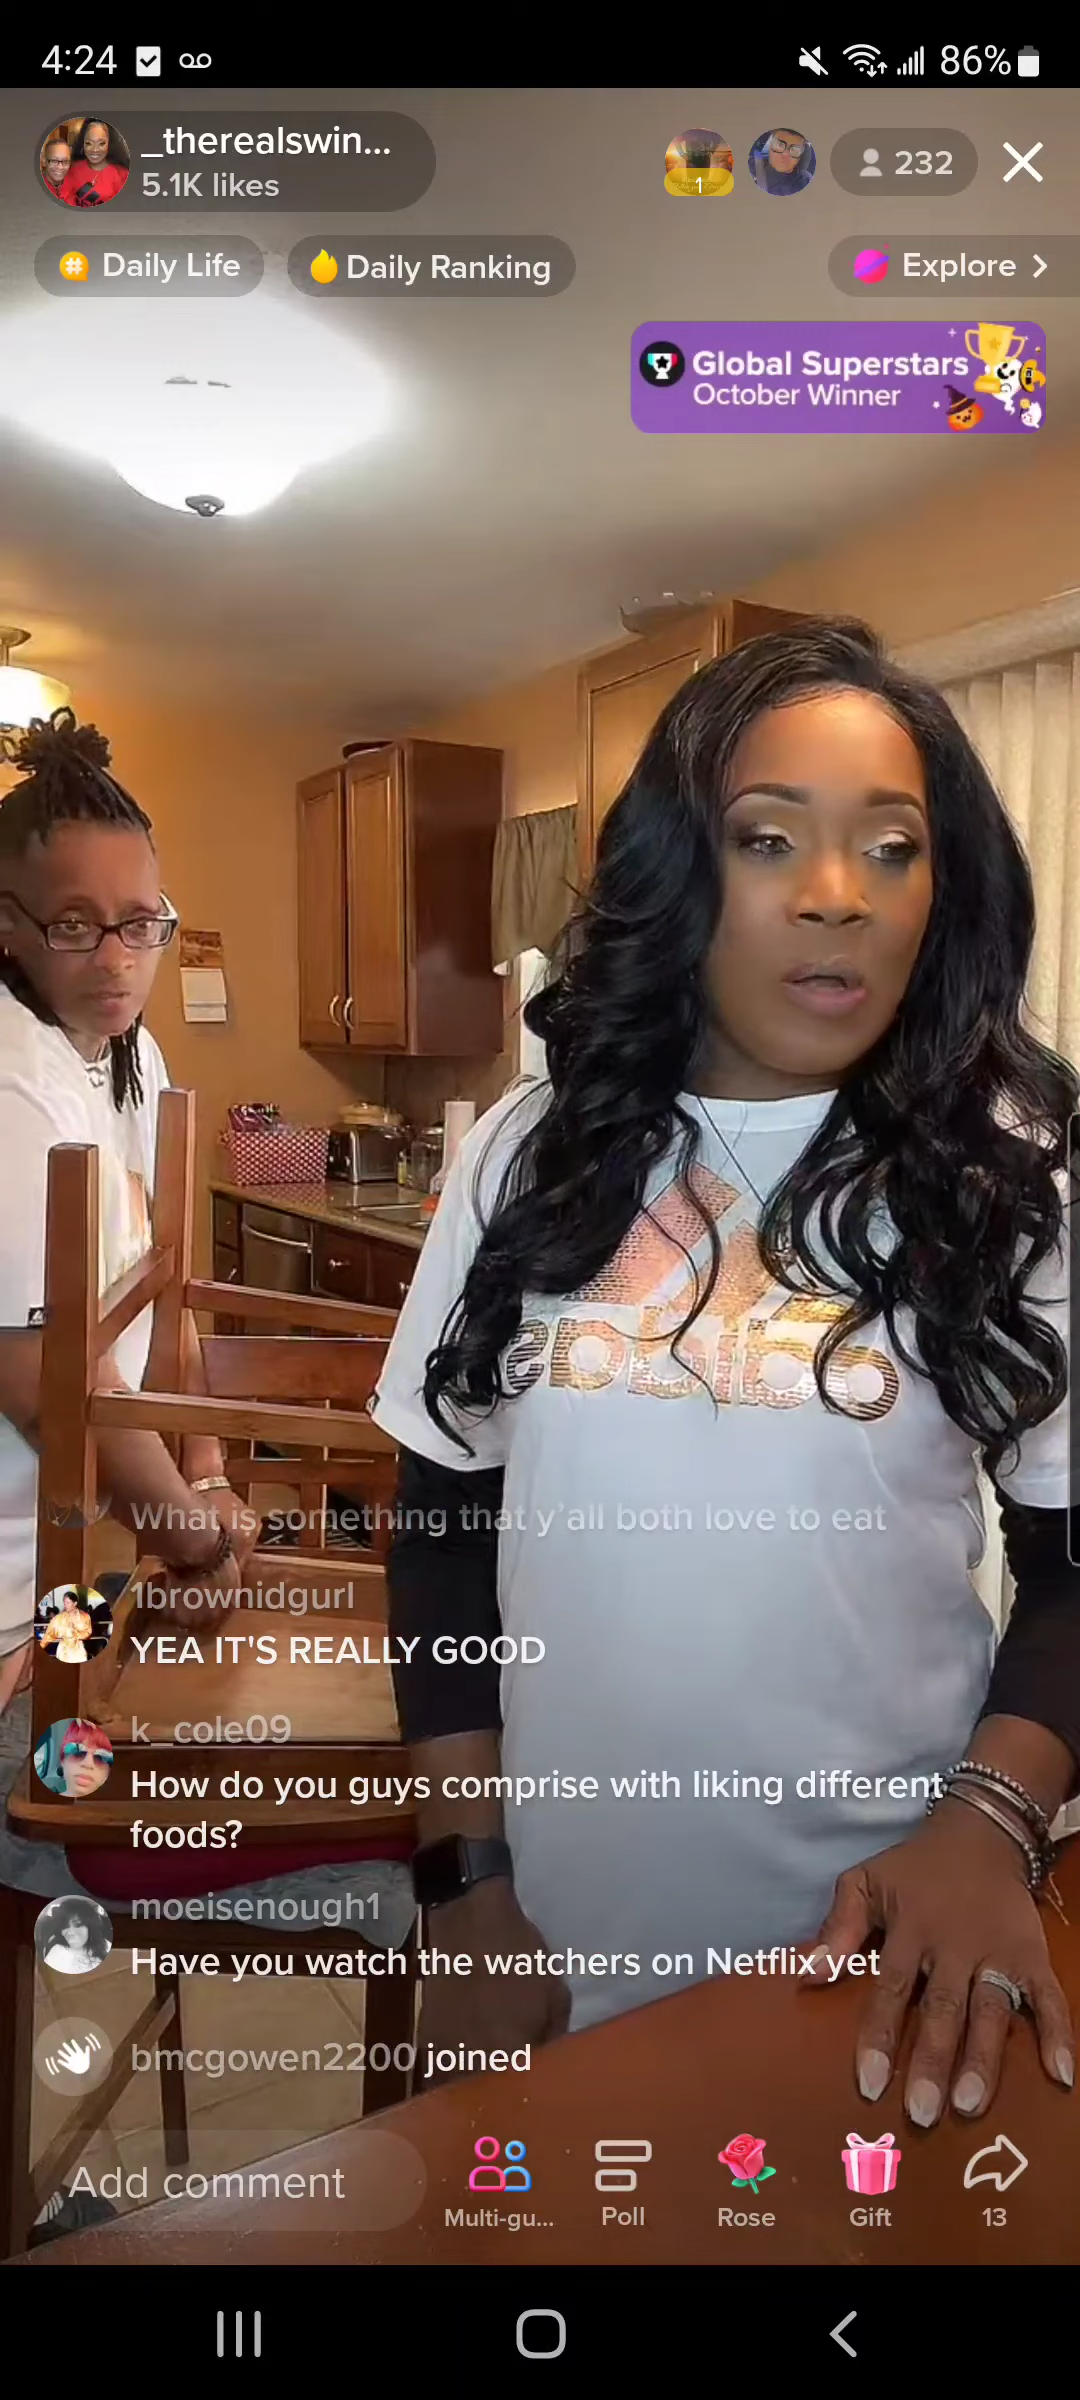 4:24
86%
_therealswin...
5.1K likes
1
232
Daily Life
Daily Ranking
Explore
Global Superstars
October Winner
adidas
What is something that y'all both love to eat
1brownidgurl
YEA IT'S REALLY GOOD
k_cole09
How do you guys comprise with liking different
foods?
moeisenough1
Have you watch the watchers on Netflix yet
bmcgowen2200 joined
Add comment
Multi-gu...
Poll
Rose
Gift
13